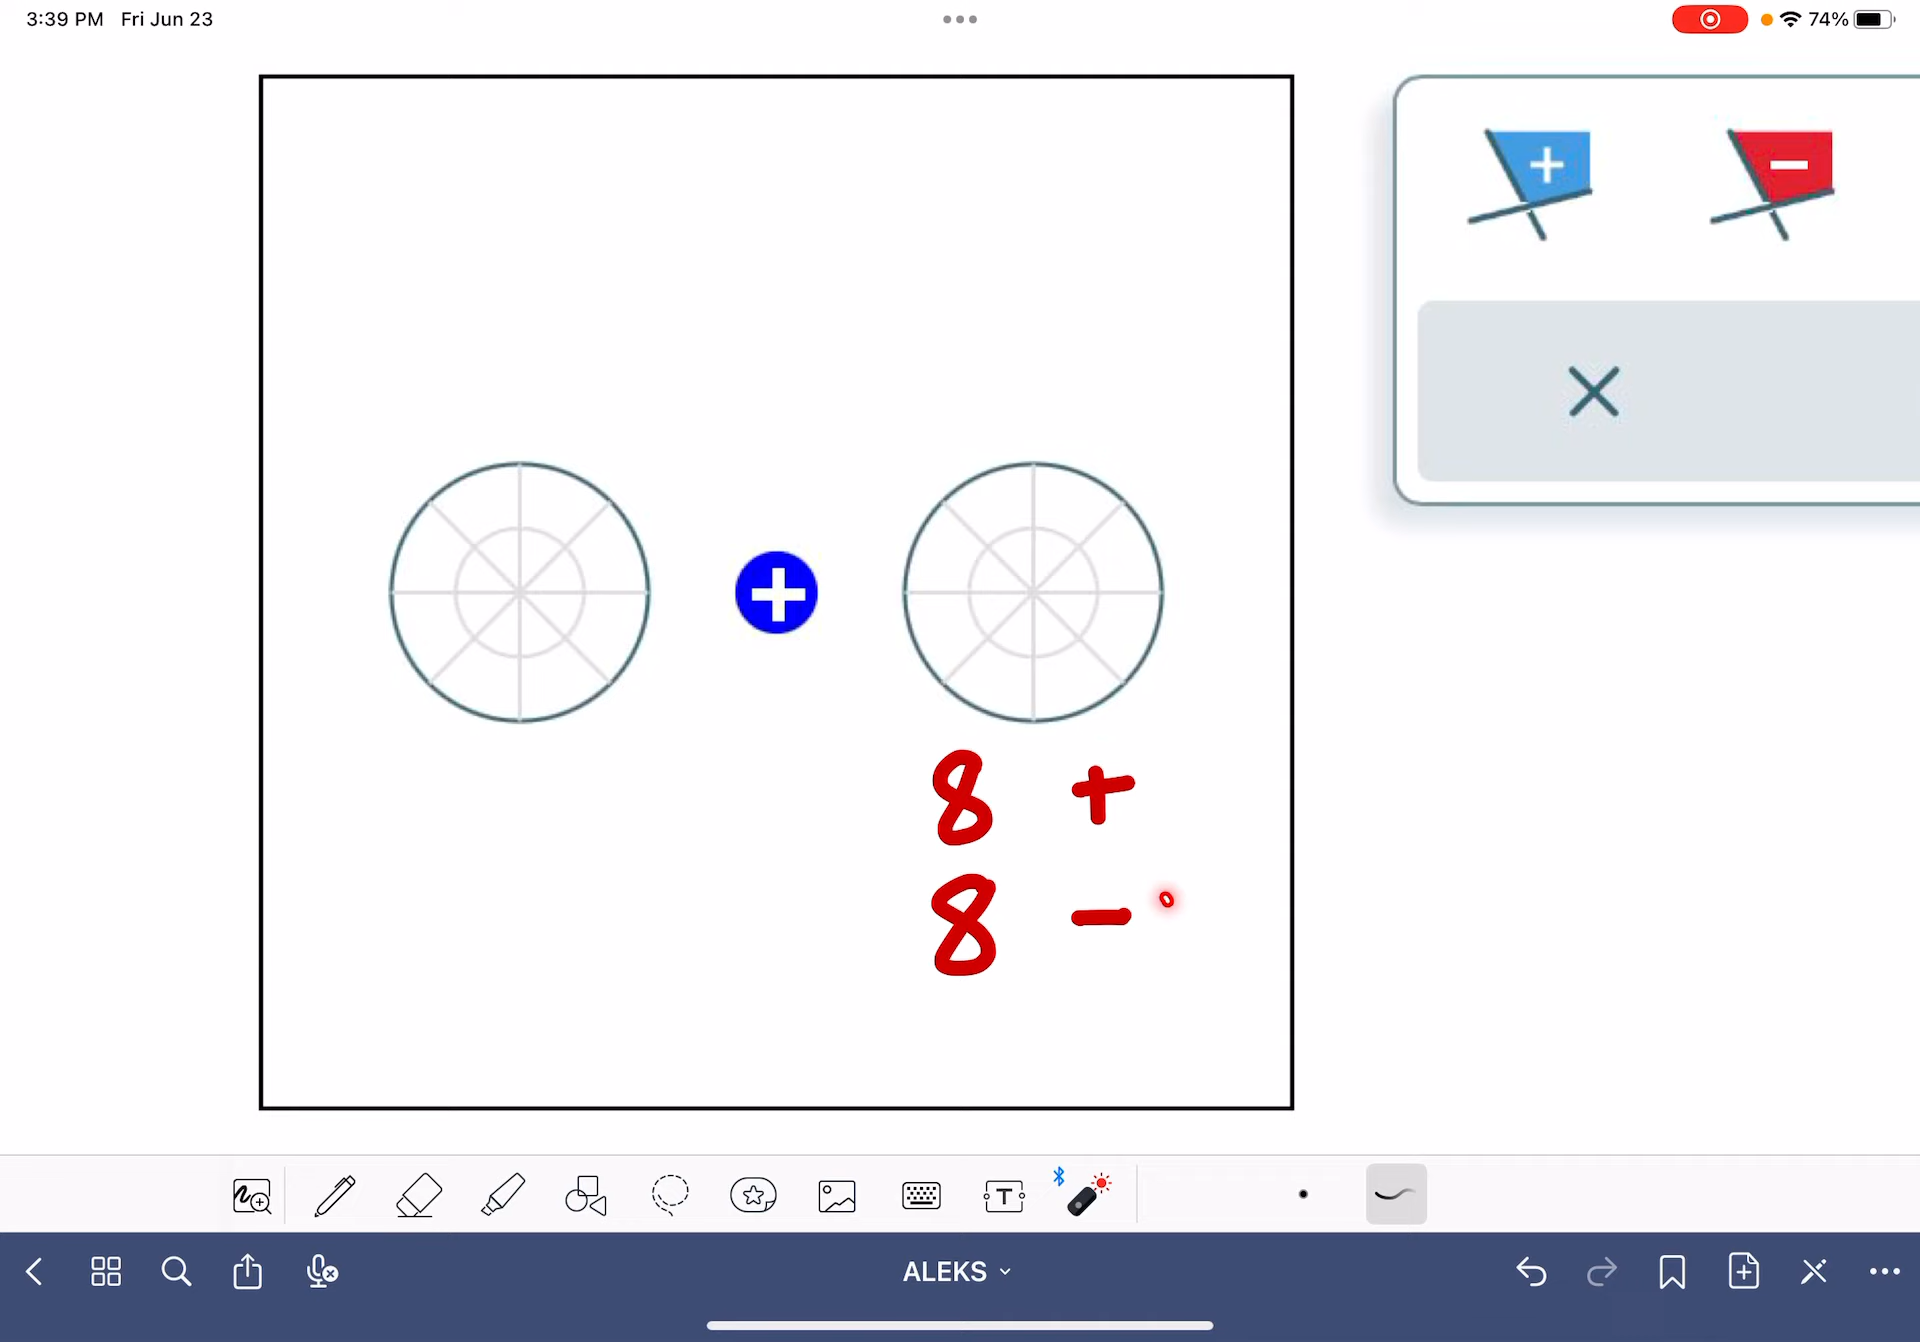 3:39 PM Fri Jun 23
74%
+ −
+
8 +
8 −
T
ALEKS